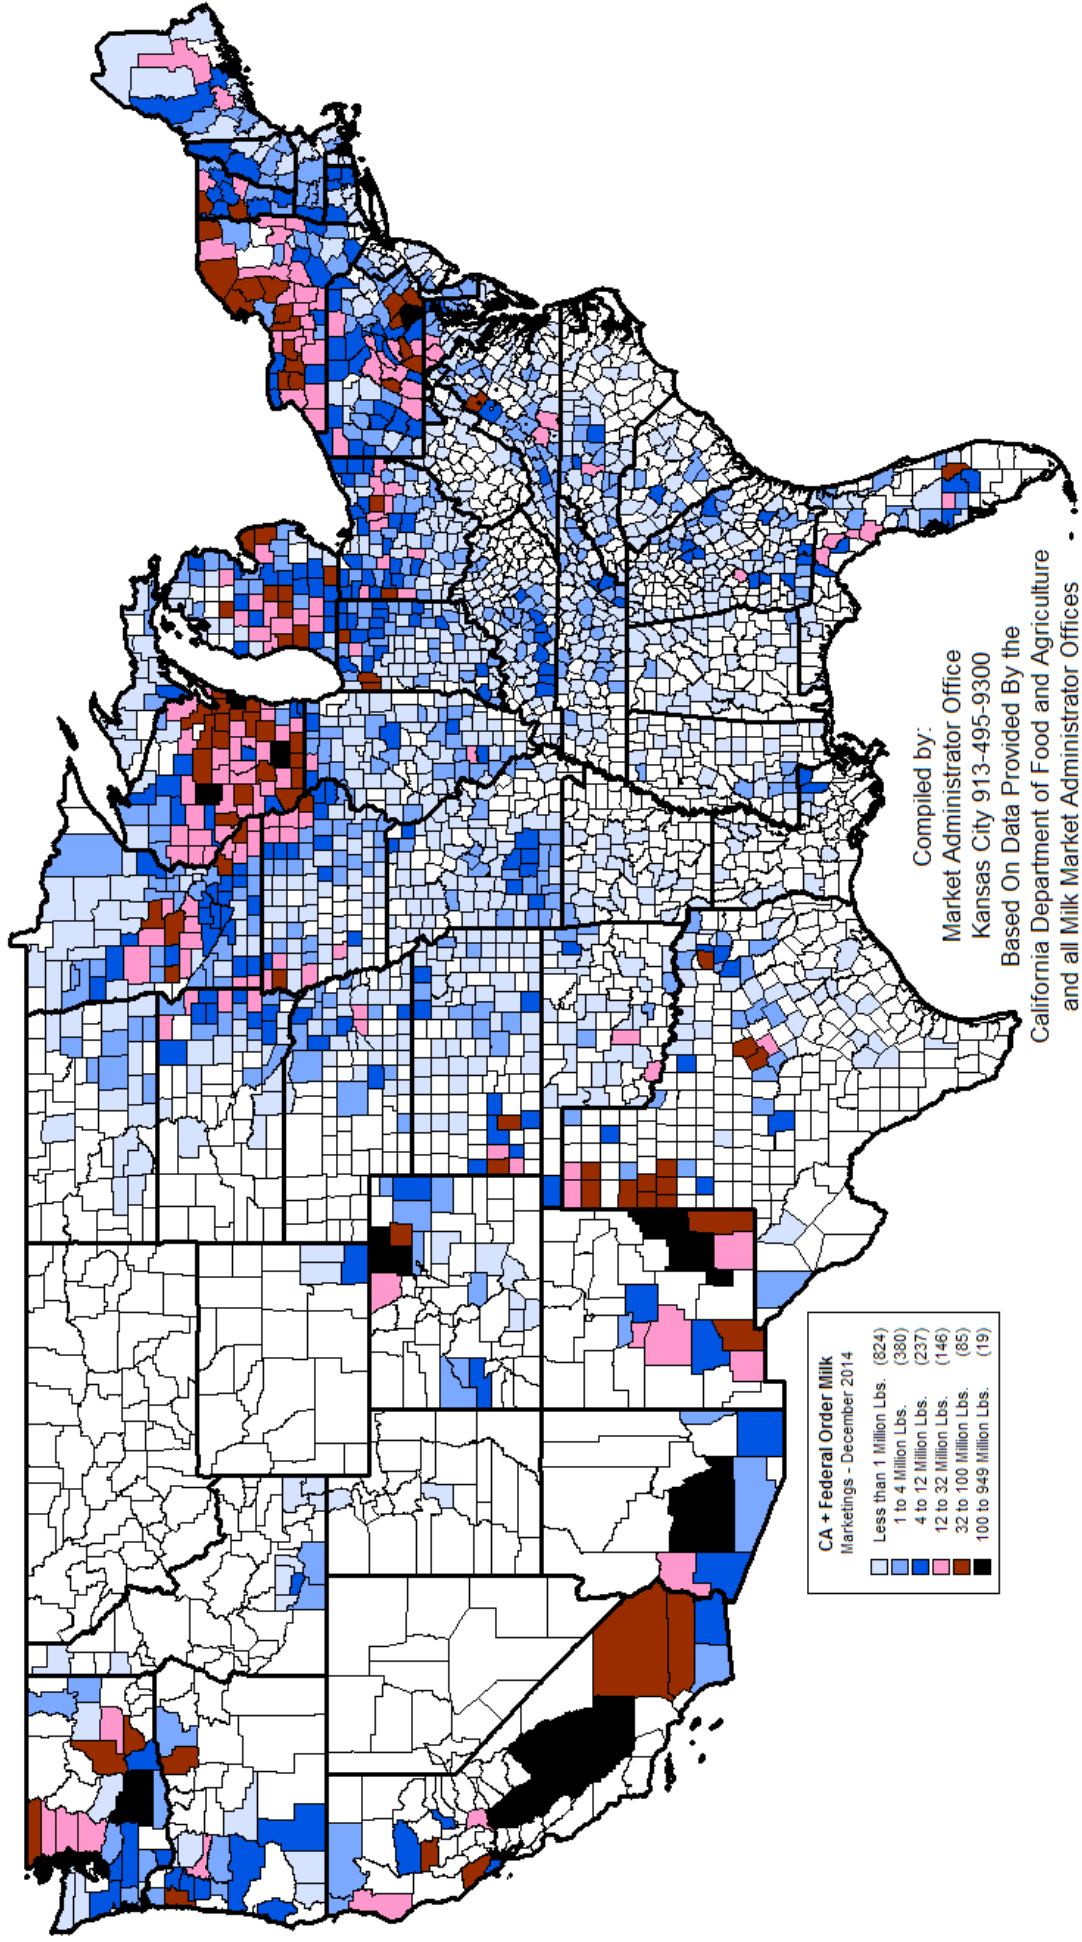 CA + Federal Order Milk
Marketings - December 2014
Less than 1 Million Lbs. (824)
1 to 4 Million Lbs. (380)
4 to 12 Million Lbs. (237)
12 to 32 Million Lbs. (146)
32 to 100 Million Lbs. (85)
100 to 949 Million Lbs. (19)
Compiled by:
Market Administrator Office
Kansas City 913-495-9300
Based On Data Provided By the
California Department of Food and Agriculture
and all Milk Market Administrator Offices